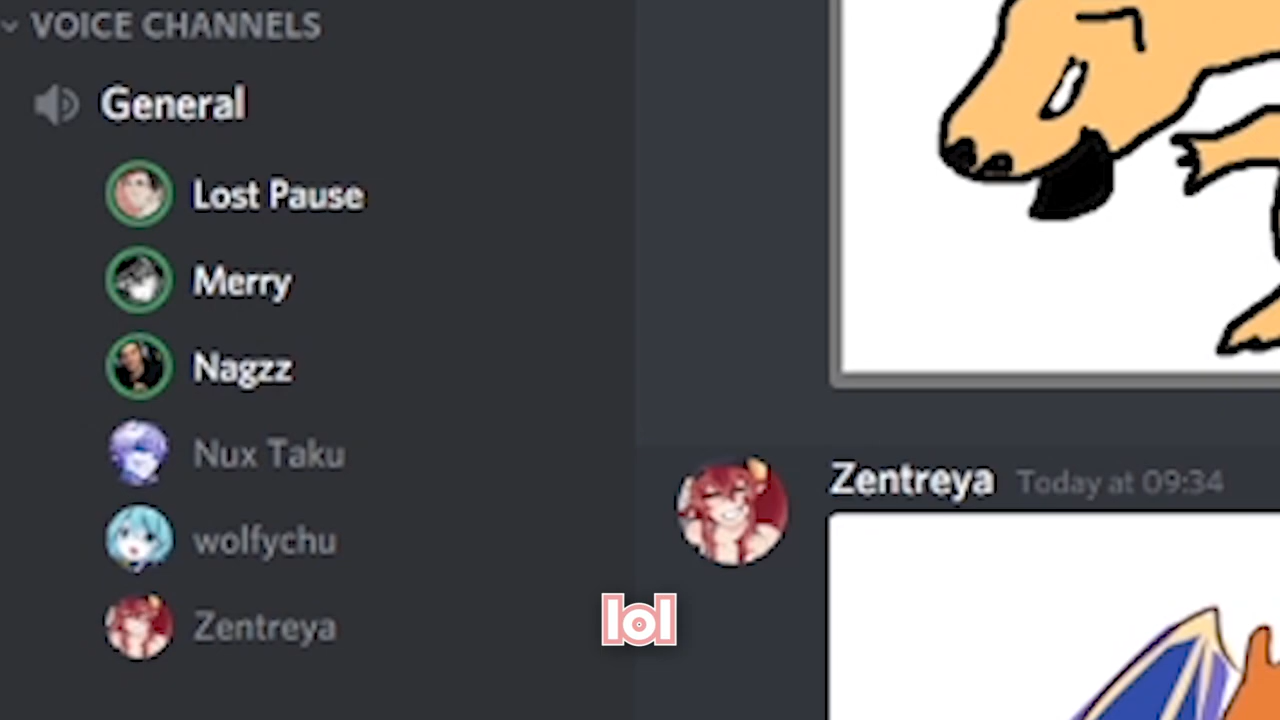 VOICE CHANNELS
General
Lost Pause
Merry
Nagzz
Nux Taku
wolfychu
Zentreya
Zentreya Today at 09:34
lol